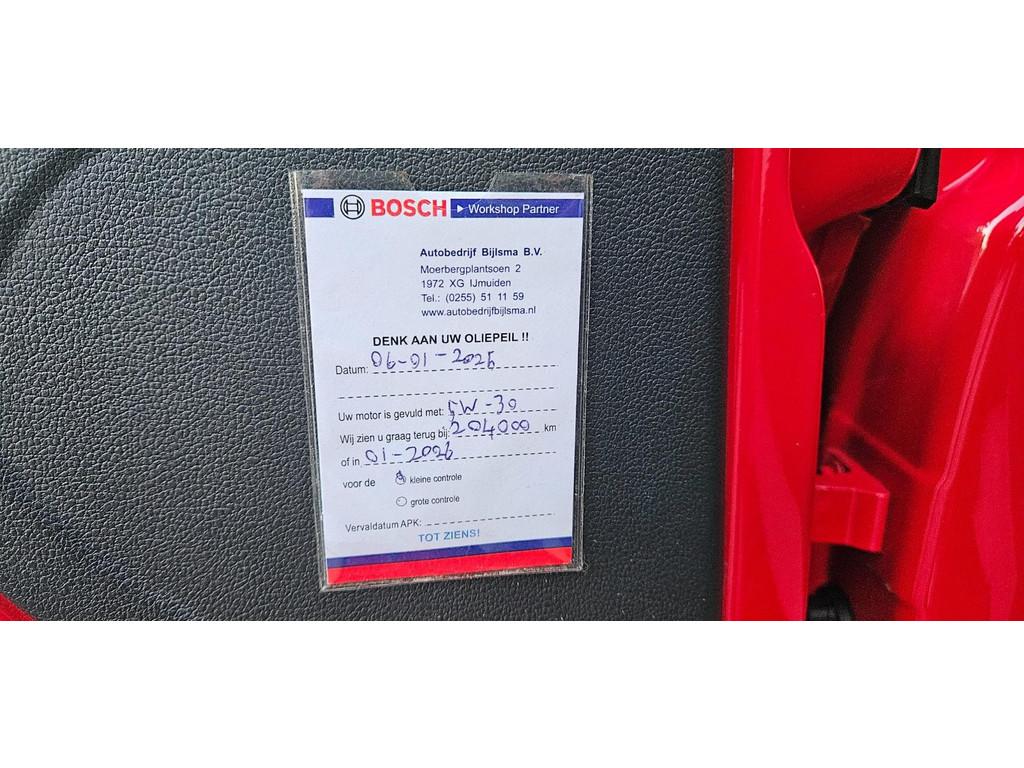 BOSCH Workshop Partner
Autobedrijf Bijlsma B.V.
Moerbergplantsoen 2
1972 XG IJmuiden
Tel.: (0255) 51 11 59
www.autobedrijfbijlsma.nl
DENK AAN UW OLIEPEIL !!
Datum: 06-01-2025
Uw motor is gevuld met: 5W-30
Wij zien u graag terug bij: 204000 km
of in 01-2026
voor de kleine controle
grote controle
Vervaldatum APK:
TOT ZIENS!